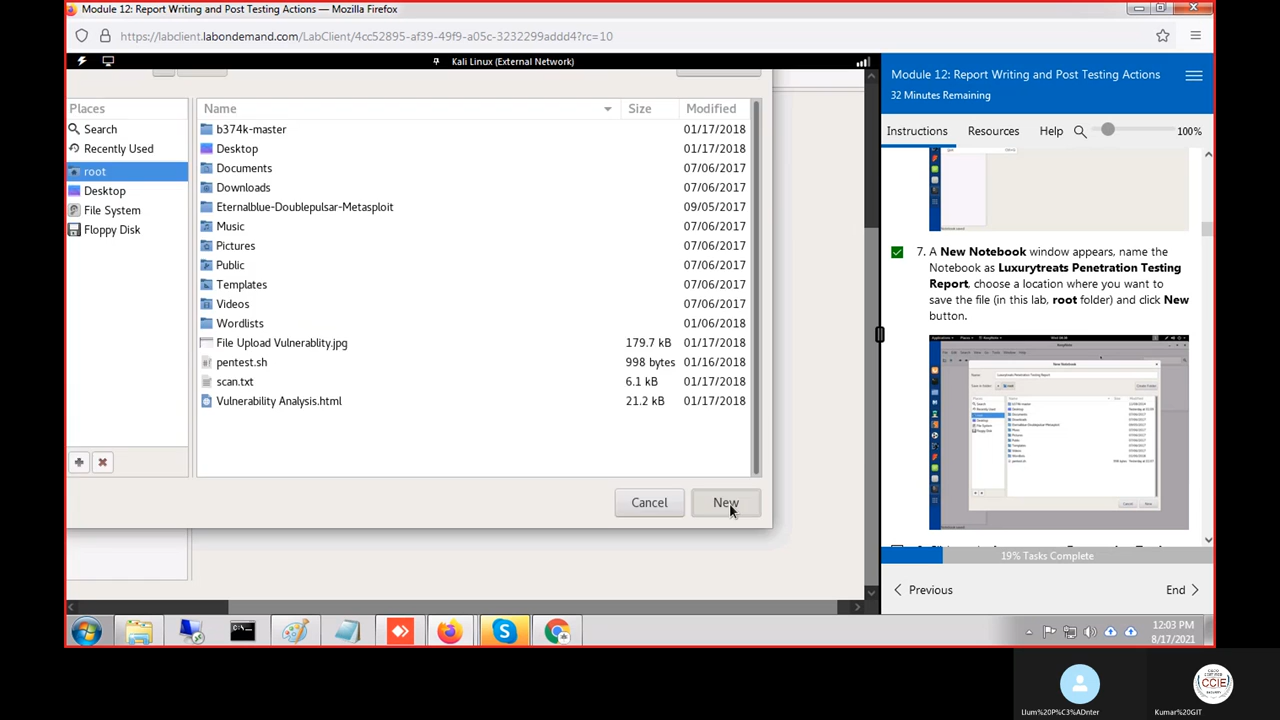 Module 12: Report Writing and Post Testing Actions — Mozilla Firefox
https://labclient.labondemand.com/LabClient/4cc52895-af39-49f9-a05c-3232299addd4?rc=10
Kali Linux (External Network)
Places
Search
Recently Used
root
Desktop
File System
Floppy Disk
Name Size Modified
b374k-master 01/17/2018
Desktop 01/17/2018
Documents 07/06/2017
Downloads 07/06/2017
Eternalblue-Doublepulsar-Metasploit 09/05/2017
Music 07/06/2017
Pictures 07/06/2017
Public 07/06/2017
Templates 07/06/2017
Videos 07/06/2017
Wordlists 01/06/2018
File Upload Vulnerablity.jpg 179.7 kB 01/17/2018
pentest.sh 998 bytes 01/16/2018
scan.txt 6.1 kB 01/17/2018
Vulnerability Analysis.html 21.2 kB 01/17/2018
Cancel New
Module 12: Report Writing and Post Testing Actions
32 Minutes Remaining
Instructions Resources Help 100%
7. A New Notebook window appears, name the
Notebook as Luxurytreats Penetration Testing
Report, choose a location where you want to
save the file (in this lab, root folder) and click New
button.
19% Tasks Complete
Previous End
12:03 PM
8/17/2021
CCIE
Llum%20P%C3%ADnter
Kumar%20GIT